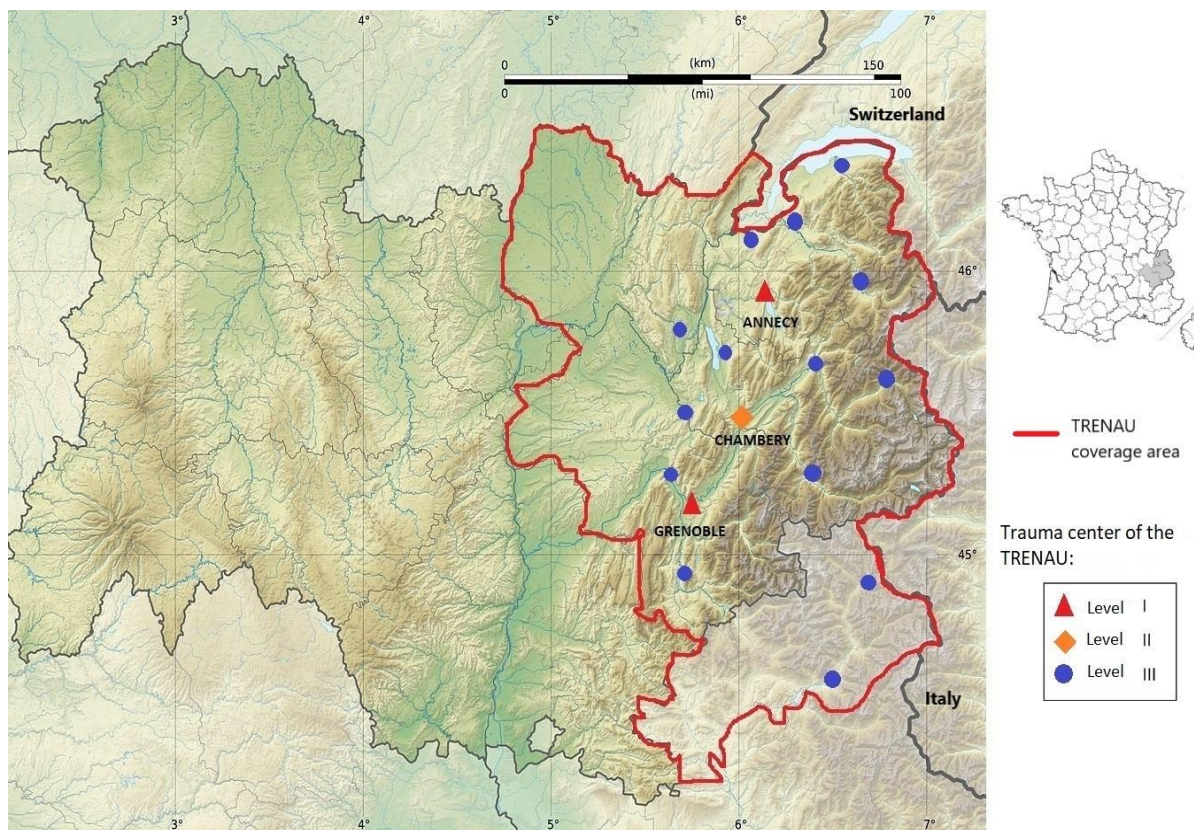 3° 4° 5° 6° 7°
0 (km) 150
0 (mi) 100
Switzerland
46°
ANNECY
CHAMBERY
GRENOBLE
45°
Italy
3° 4° 5° 6° 7°
TRENAU
coverage area
Trauma center of the
TRENAU:
Level I
Level II
Level III